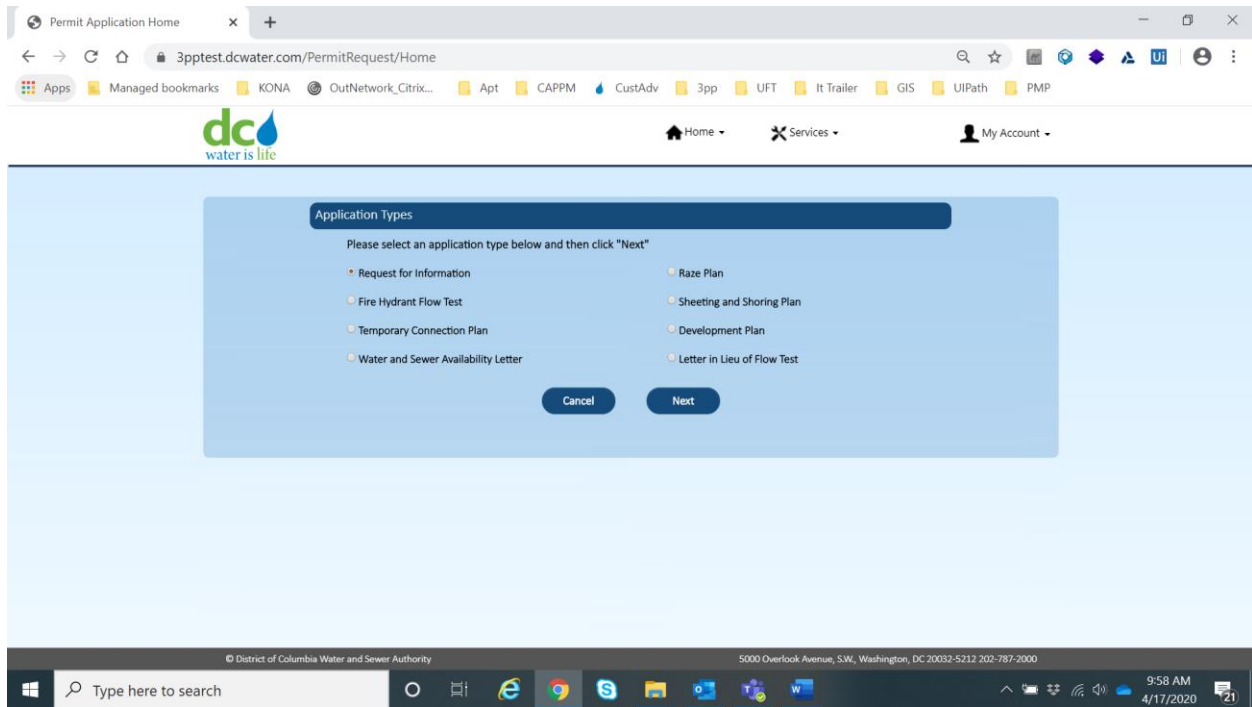 Permit Application Home
3pptest.dcwater.com/PermitRequest/Home
Apps Managed bookmarks KONA OutNetwork_Citrix... Apt CAPPM CustAdv 3pp UFT It Trailer GIS UIPath PMP
dc
water is life
Home Services My Account
Application Types
Please select an application type below and then click "Next"
Request for Information Raze Plan
Fire Hydrant Flow Test Sheeting and Shoring Plan
Temporary Connection Plan Development Plan
Water and Sewer Availability Letter Letter in Lieu of Flow Test
Cancel Next
© District of Columbia Water and Sewer Authority 5000 Overlook Avenue, S.W., Washington, DC 20032-5212 202-787-2000
Type here to search
9:58 AM
4/17/2020
21